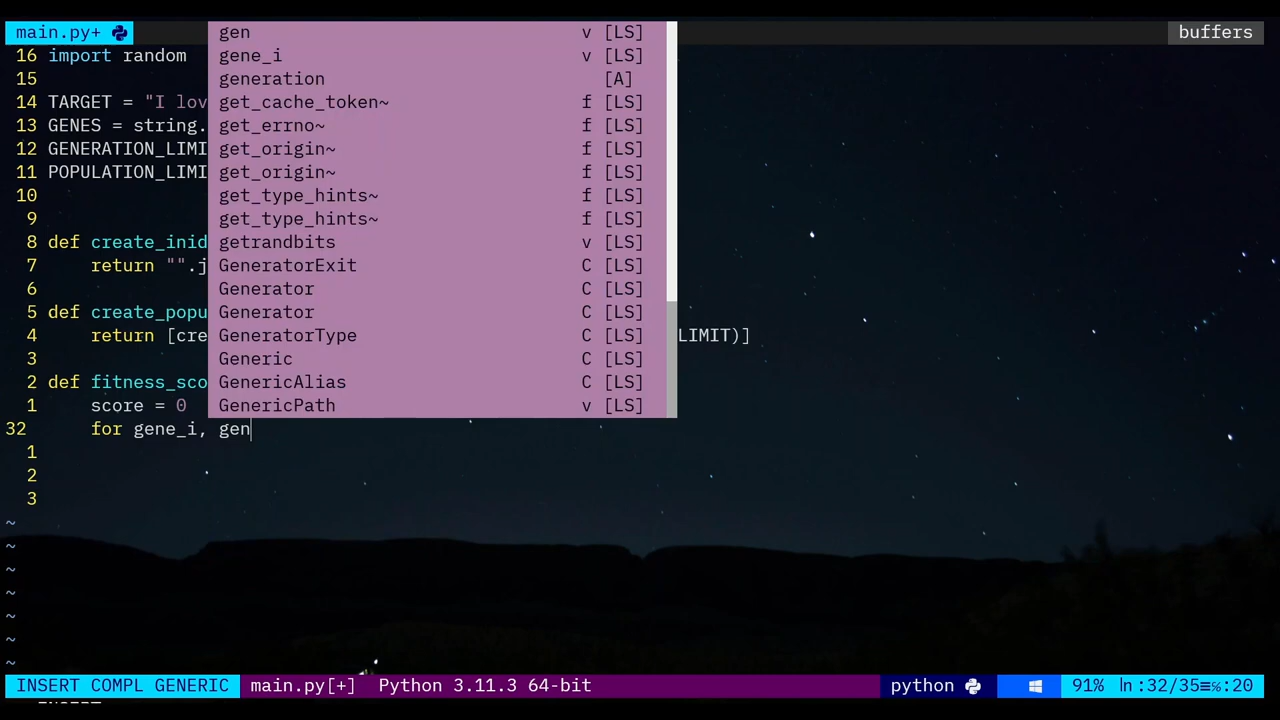 main.py+ buffers
gen v [LS]
16 import random gene_i v [LS]
15 generation [A]
14 TARGET = "I lov get_cache_token~ f [LS]
13 GENES = string. get_errno~ f [LS]
12 GENERATION_LIMI get_origin~ f [LS]
11 POPULATION_LIMI get_origin~ f [LS]
10 get_type_hints~ f [LS]
9 get_type_hints~ f [LS]
8 def create_inid getrandbits v [LS]
7 return "".j GeneratorExit C [LS]
6 Generator C [LS]
5 def create_popu Generator C [LS]
4 return [cre GeneratorType C [LS] LIMIT)]
3 Generic C [LS]
2 def fitness_sco GenericAlias C [LS]
1 score = 0 GenericPath v [LS]
32 for gene_i, gen
1
2
3
~
~
~
~
~
~
~
INSERT COMPL GENERIC main.py[+] Python 3.11.3 64-bit python 91% ln:32/35≡%:20